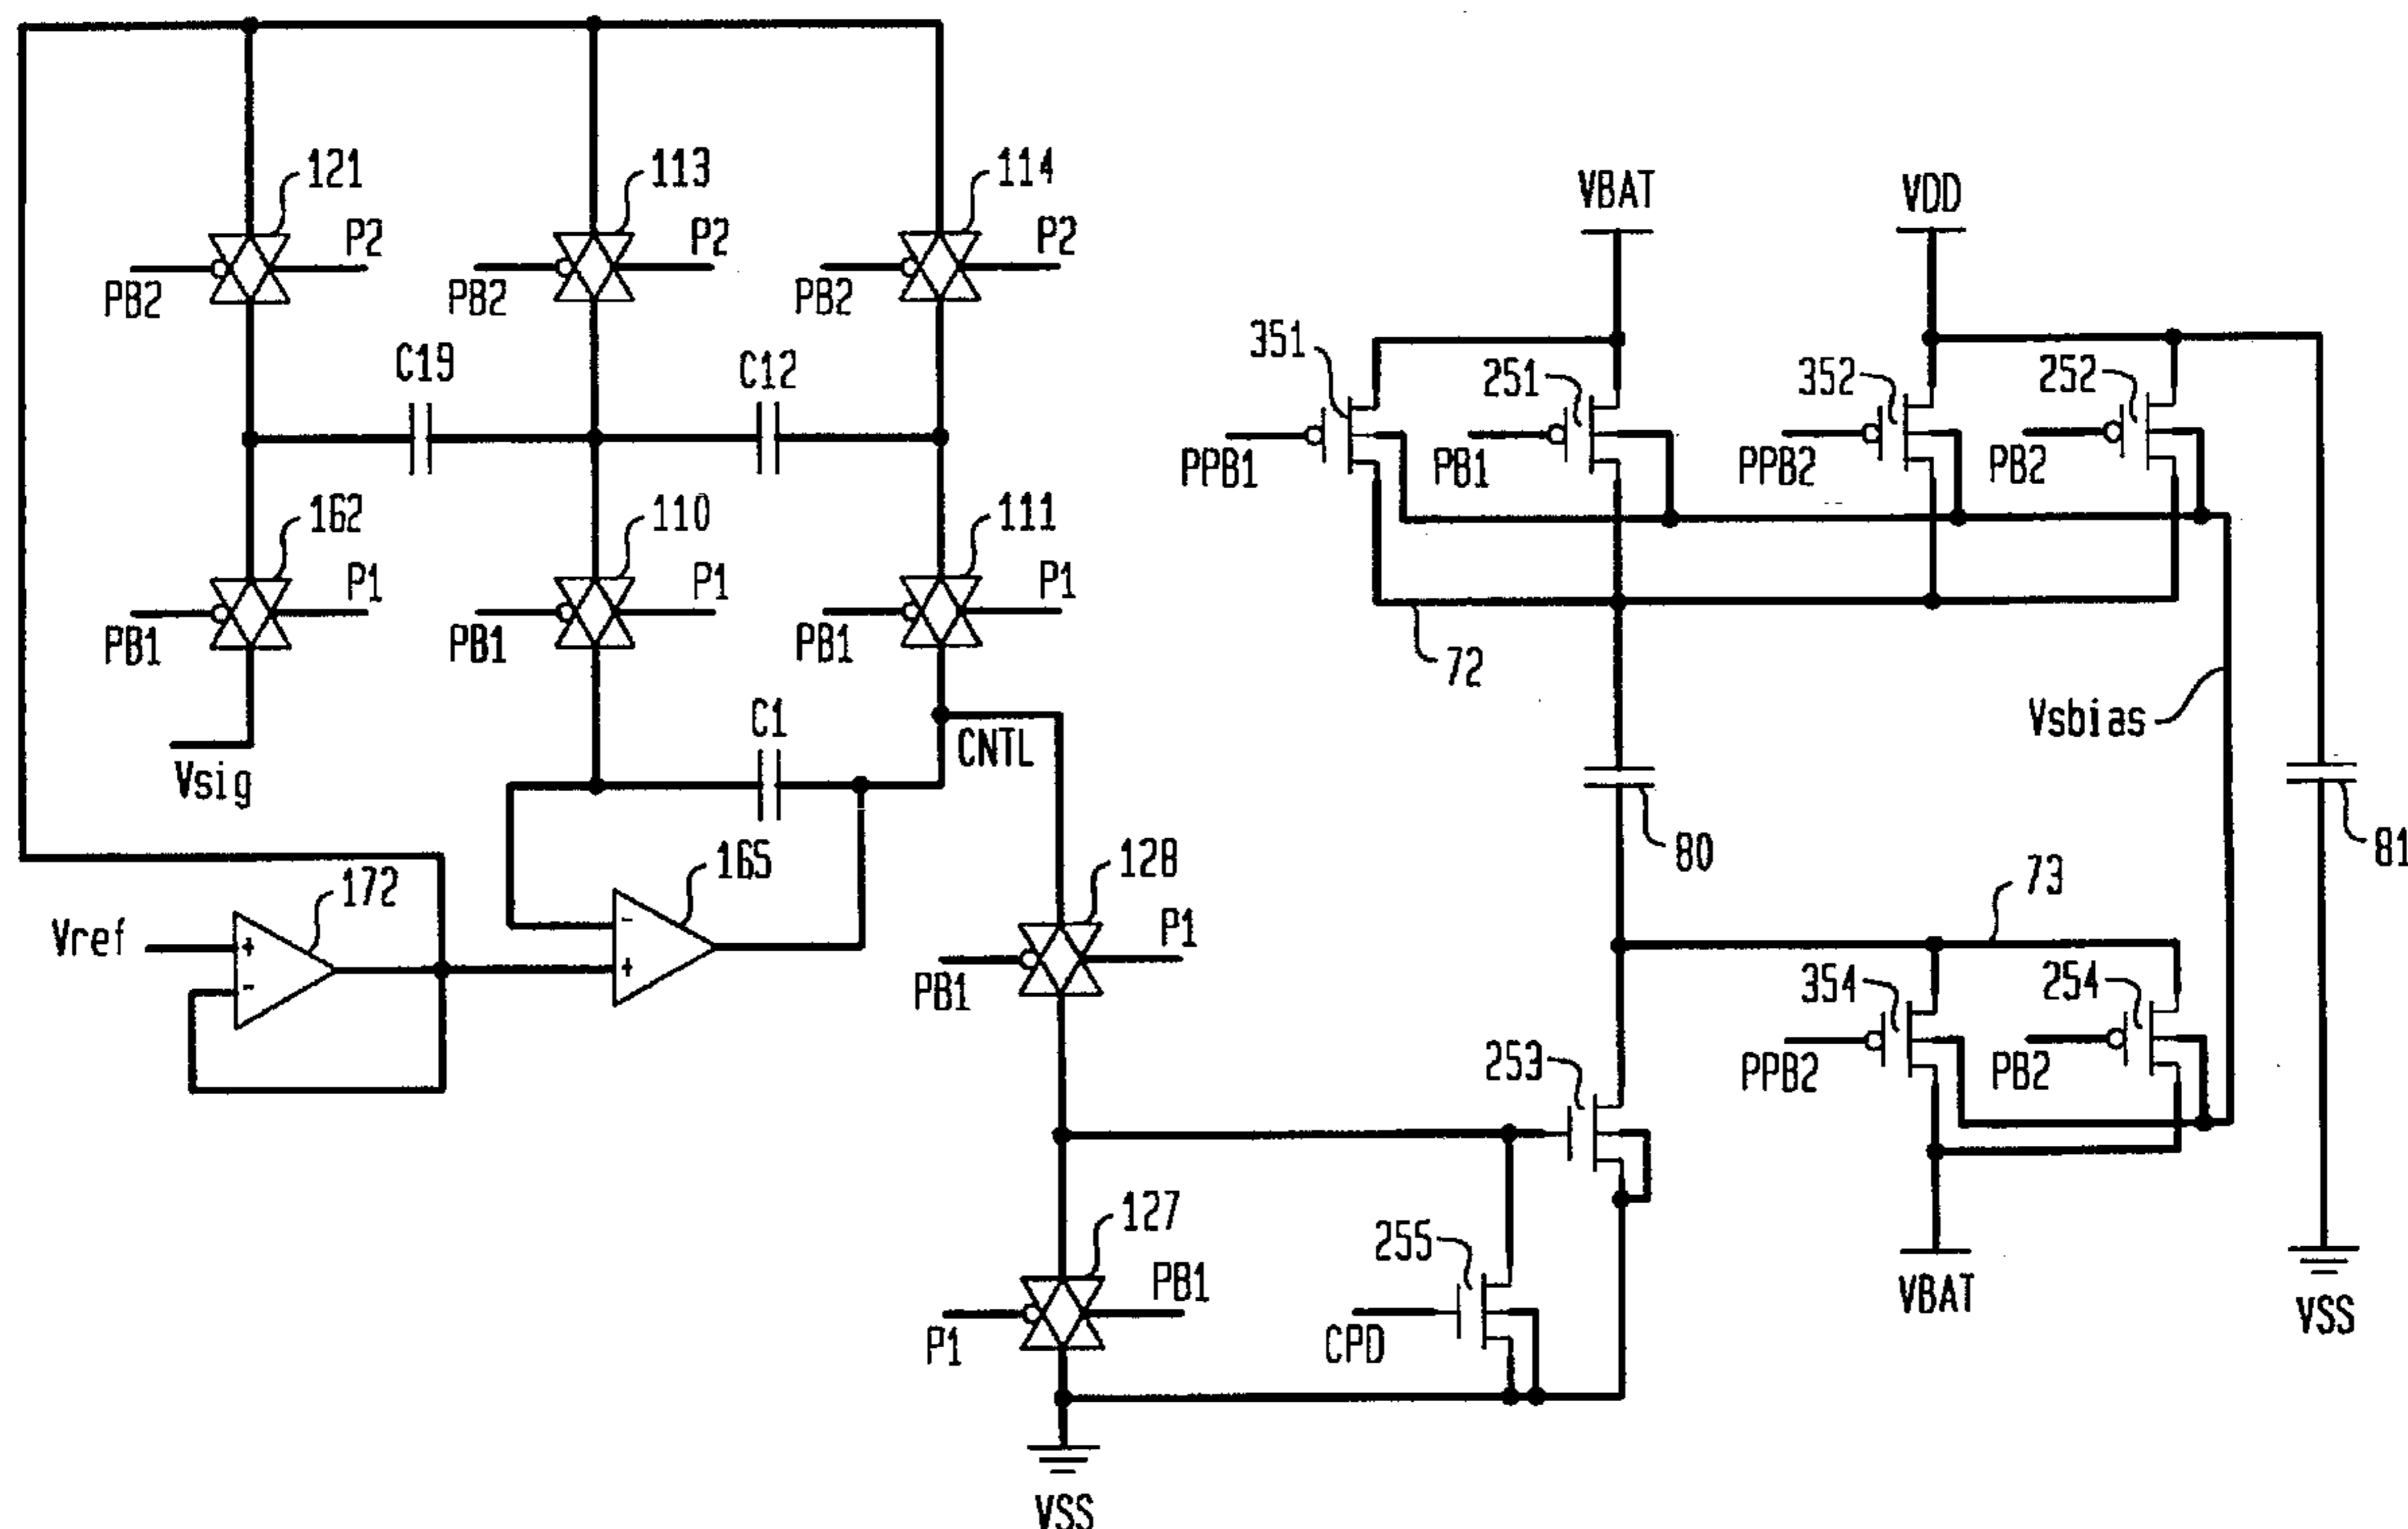 121
113
114
P2
P2
P2
PB2
PB2
PB2
VBAT
VDD
351
251
352
252
C19
C12
PPB1
PB1
PPB2
PB2
162
110
111
P1
P1
P1
PB1
PB1
PB1
72
Vsbias
Vsig
C1
CNTL
80
81
172
165
128
73
Vref
P1
PB1
354
254
253
PPB2
PB2
127
255
PB1
P1
CPD
VBAT
VSS
VSS
+
-
-
+